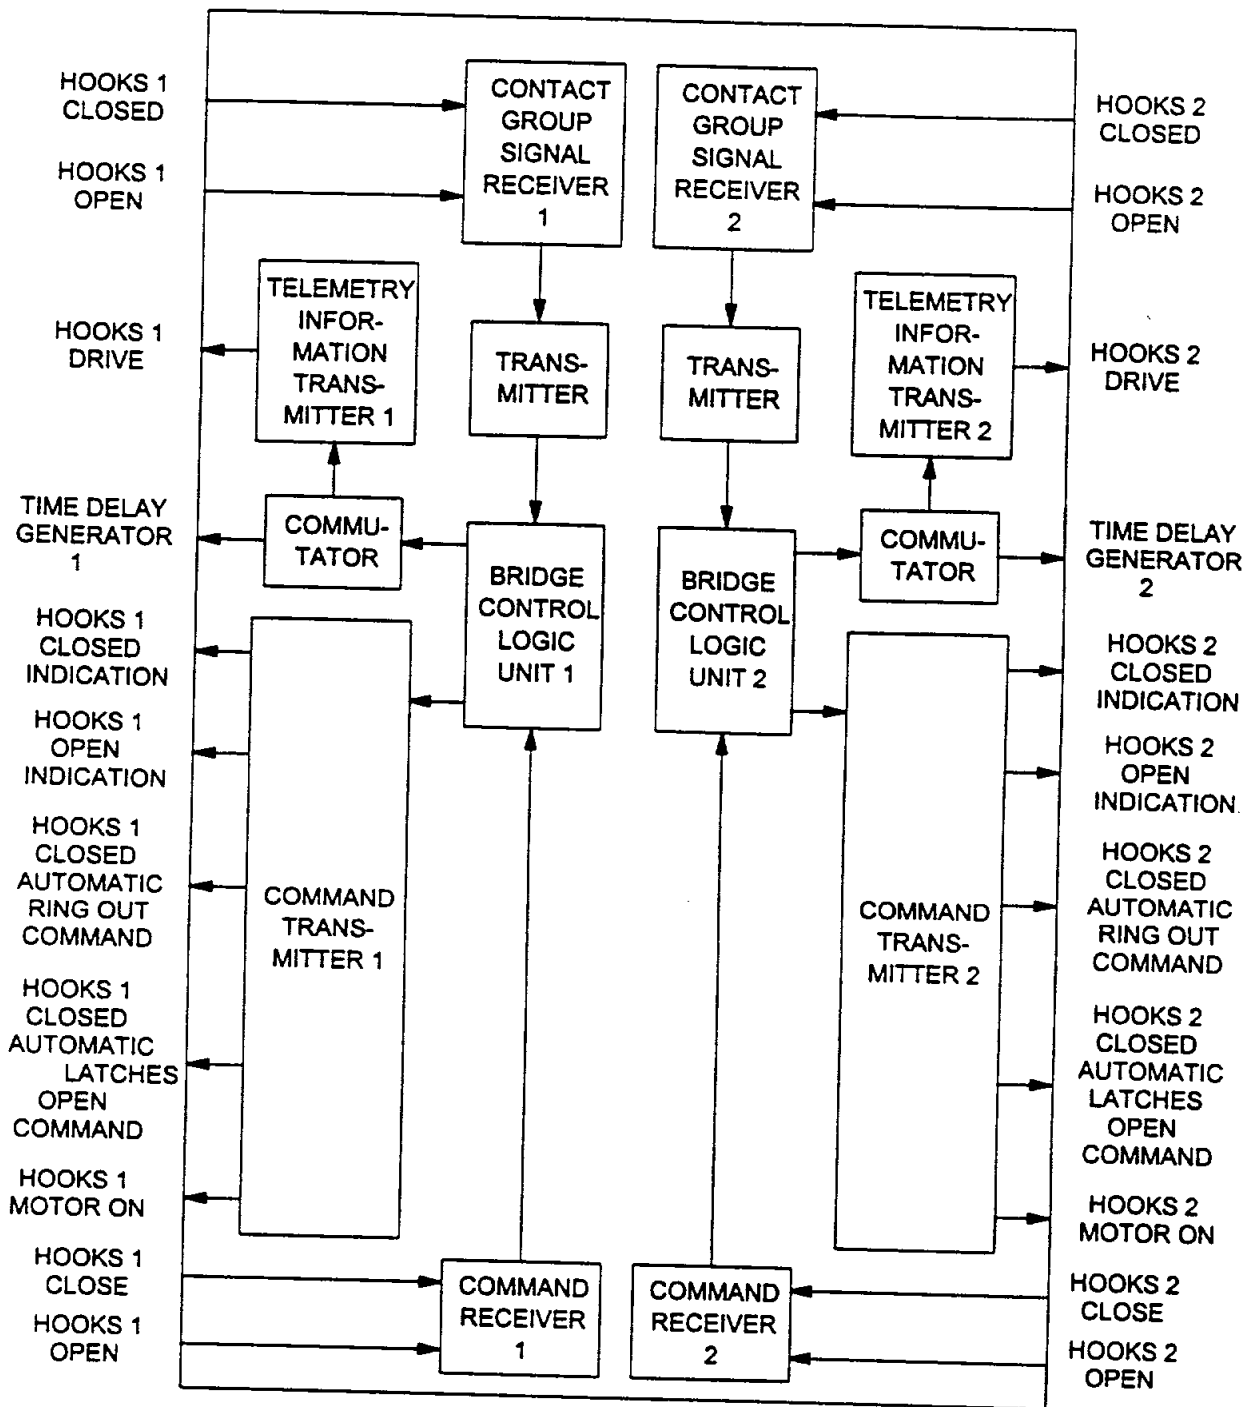 HOOKS 1
CLOSED
HOOKS 1
OPEN
HOOKS 1
DRIVE
TIME DELAY
GENERATOR
1
HOOKS 1
CLOSED
INDICATION
HOOKS 1
OPEN
INDICATION
HOOKS 1
CLOSED
AUTOMATIC
RING OUT
COMMAND
HOOKS 1
CLOSED
AUTOMATIC
LATCHES
OPEN
COMMAND
HOOKS 1
MOTOR ON
HOOKS 1
CLOSE
HOOKS 1
OPEN
CONTACT
GROUP
SIGNAL
RECEIVER
1
TELEMETRY
INFOR-
MATION
TRANS-
MITTER 1
TRANS-
MITTER
COMMU-
TATOR
BRIDGE
CONTROL
LOGIC
UNIT 1
COMMAND
TRANS-
MITTER 1
COMMAND
RECEIVER
1
CONTACT
GROUP
SIGNAL
RECEIVER
2
TRANS-
MITTER
TELEMETRY
INFOR-
MATION
TRANS-
MITTER 2
COMMU-
TATOR
BRIDGE
CONTROL
LOGIC
UNIT 2
COMMAND
TRANS-
MITTER 2
COMMAND
RECEIVER
2
HOOKS 2
CLOSED
HOOKS 2
OPEN
HOOKS 2
DRIVE
TIME DELAY
GENERATOR
2
HOOKS 2
CLOSED
INDICATION
HOOKS 2
OPEN
INDICATION
HOOKS 2
CLOSED
AUTOMATIC
RING OUT
COMMAND
HOOKS 2
CLOSED
AUTOMATIC
LATCHES
OPEN
COMMAND
HOOKS 2
MOTOR ON
HOOKS 2
CLOSE
HOOKS 2
OPEN